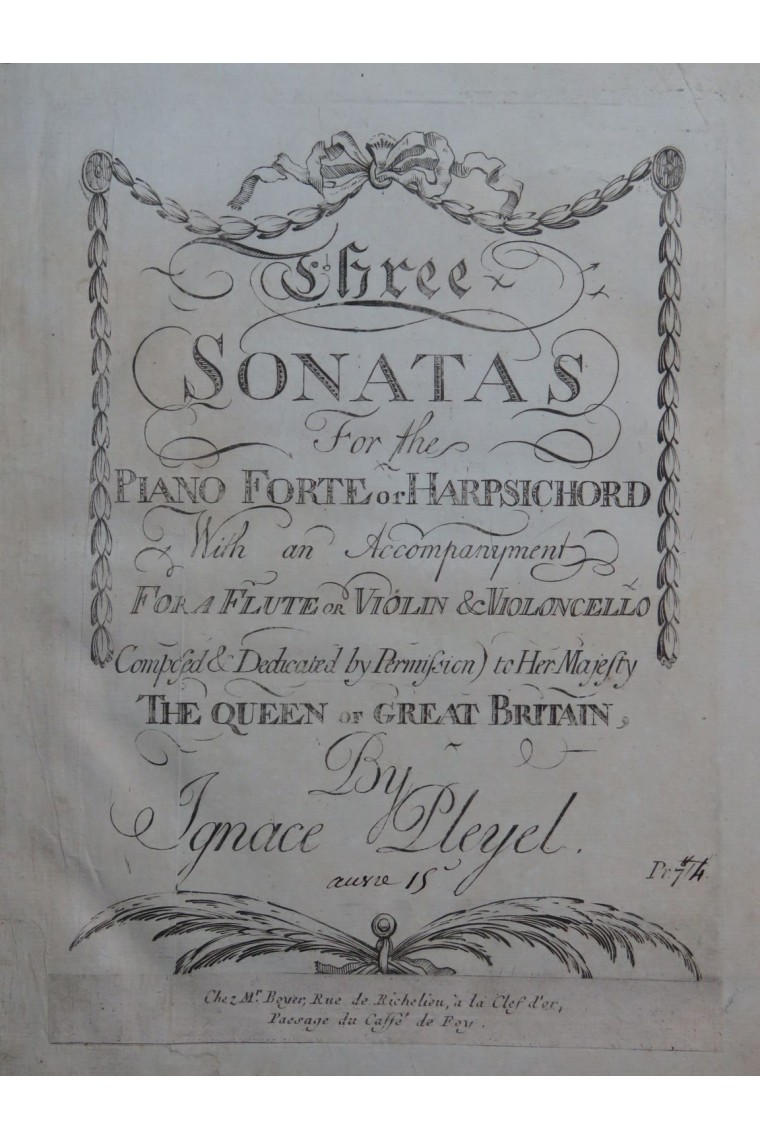 Three
SONATAS
For the
PIANO FORTE or HARPSICHORD
With an Accompanyment
FOR A FLUTE OR VIOLIN & VIOLONCELLO
Compos'd & Dedicated by Permiſsion) to Her Majeſty
THE QUEEN OF GREAT BRITAIN,
By
Ignace Pleyel.
œuvre 15
Pr. 7
Chez Mr. Boyer, Rue de Richelieu, à la Clef d'or,
Passage du Caffé de Foy.